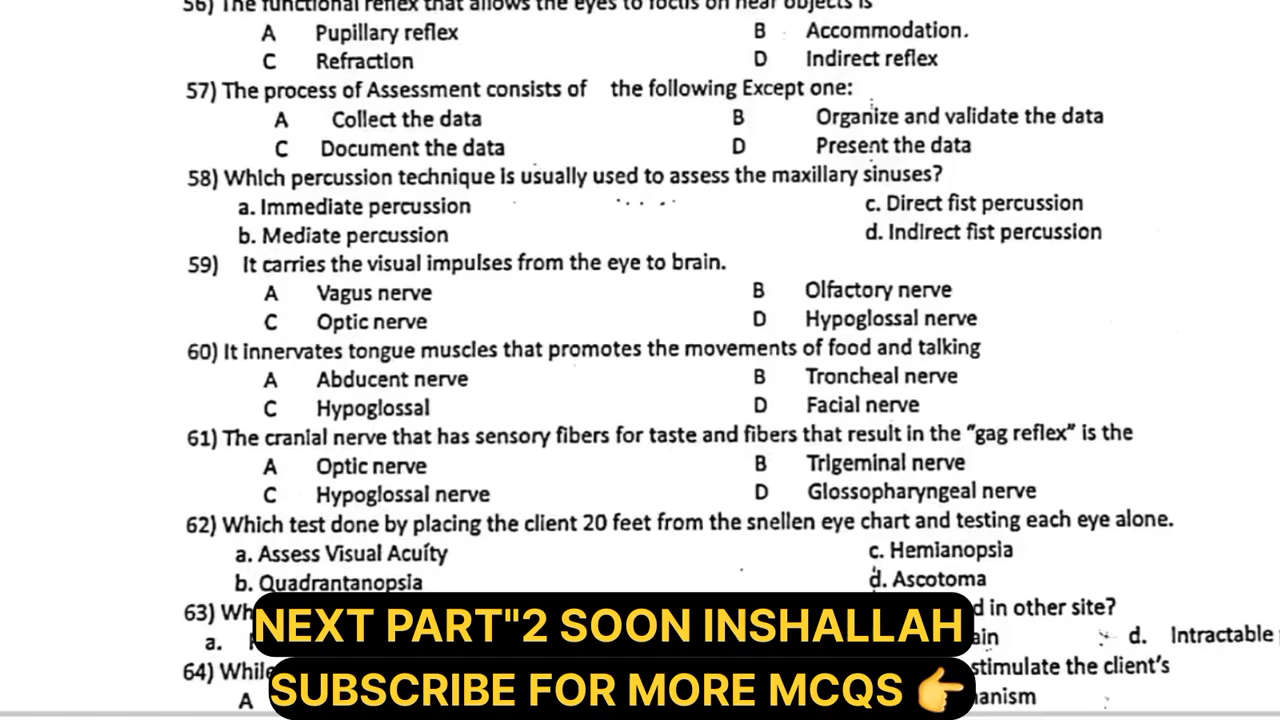 56) The functional reflex that allows the eyes to focus on near objects is
A Pupillary reflex B Accommodation.
C Refraction D Indirect reflex
57) The process of Assessment consists of the following Except one:
A Collect the data B Organize and validate the data
C Document the data D Present the data
58) Which percussion technique is usually used to assess the maxillary sinuses?
a. Immediate percussion c. Direct fist percussion
b. Mediate percussion d. Indirect fist percussion
59) It carries the visual impulses from the eye to brain.
A Vagus nerve B Olfactory nerve
C Optic nerve D Hypoglossal nerve
60) It innervates tongue muscles that promotes the movements of food and talking
A Abducent nerve B Troncheal nerve
C Hypoglossal D Facial nerve
61) The cranial nerve that has sensory fibers for taste and fibers that result in the "gag reflex" is the
A Optic nerve B Trigeminal nerve
C Hypoglossal nerve D Glossopharyngeal nerve
62) Which test done by placing the client 20 feet from the snellen eye chart and testing each eye alone.
a. Assess Visual Acuity c. Hemianopsia
b. Quadrantanopsia d. Ascotoma
63) in other site?
a. d. Intractable
64) While stimulate the client's
A
NEXT PART"2 SOON INSHALLAH
SUBSCRIBE FOR MORE MCQS 👉